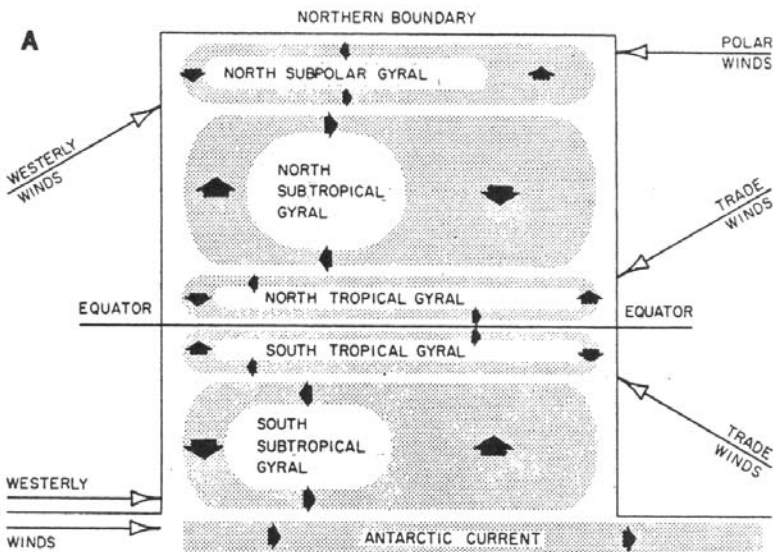 NORTHERN BOUNDARY
A
POLAR
WINDS
NORTH SUBPOLAR GYRAL
WESTERLY
WINDS
NORTH
SUBTROPICAL
GYRAL
TRADE
WINDS
NORTH TROPICAL GYRAL
EQUATOR
EQUATOR
SOUTH TROPICAL GYRAL
SOUTH
SUBTROPICAL
GYRAL
TRADE
WINDS
WESTERLY
WINDS
ANTARCTIC CURRENT